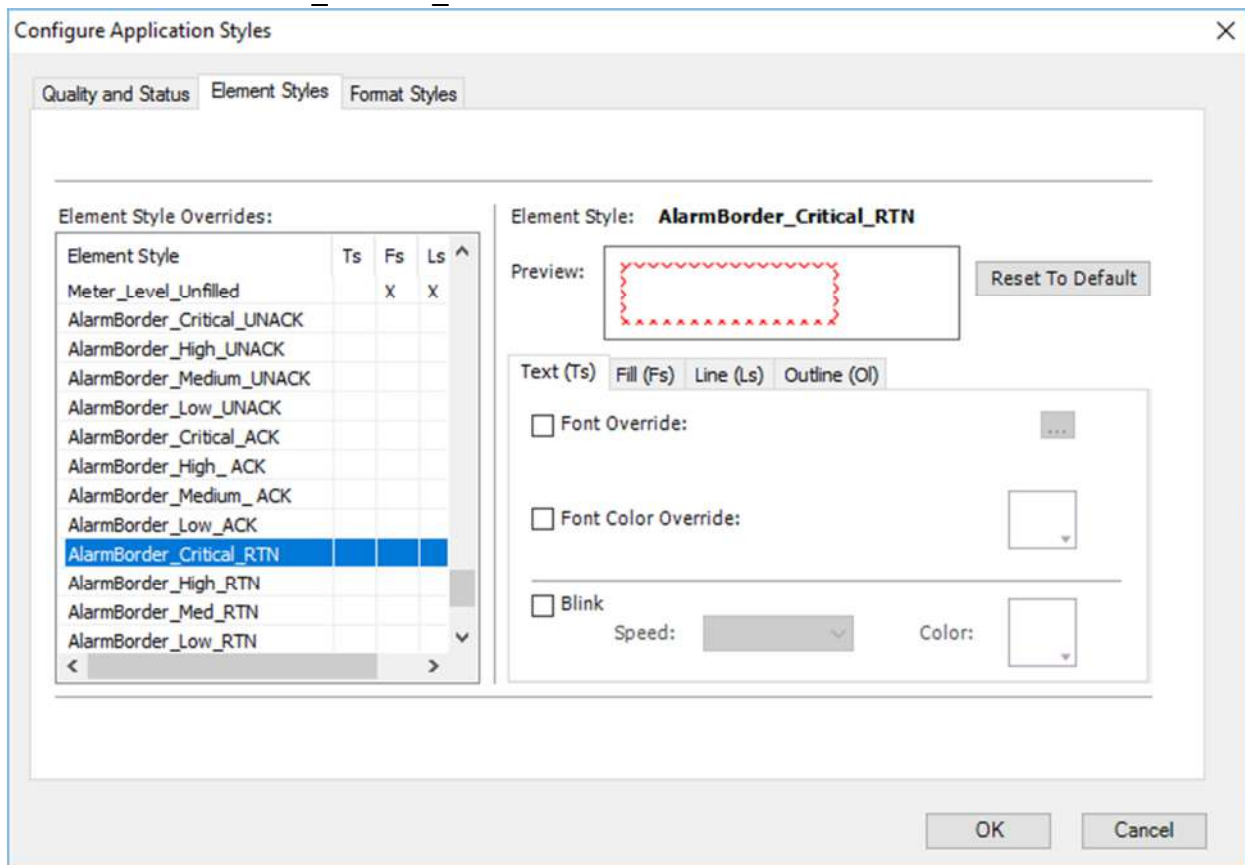 Configure Application Styles
Quality and Status Element Styles Format Styles
Element Style Overrides:
Element Style Ts Fs Ls
Meter_Level_Unfilled X X
AlarmBorder_Critical_UNACK
AlarmBorder_High_UNACK
AlarmBorder_Medium_UNACK
AlarmBorder_Low_UNACK
AlarmBorder_Critical_ACK
AlarmBorder_High_ ACK
AlarmBorder_Medium_ ACK
AlarmBorder_Low_ACK
AlarmBorder_Critical_RTN
AlarmBorder_High_RTN
AlarmBorder_Med_RTN
AlarmBorder_Low_RTN
Element Style: AlarmBorder_Critical_RTN
Preview:
Reset To Default
Text (Ts) Fill (Fs) Line (Ls) Outline (Ol)
Font Override:
...
Font Color Override:
Blink
Speed: Color:
OK Cancel